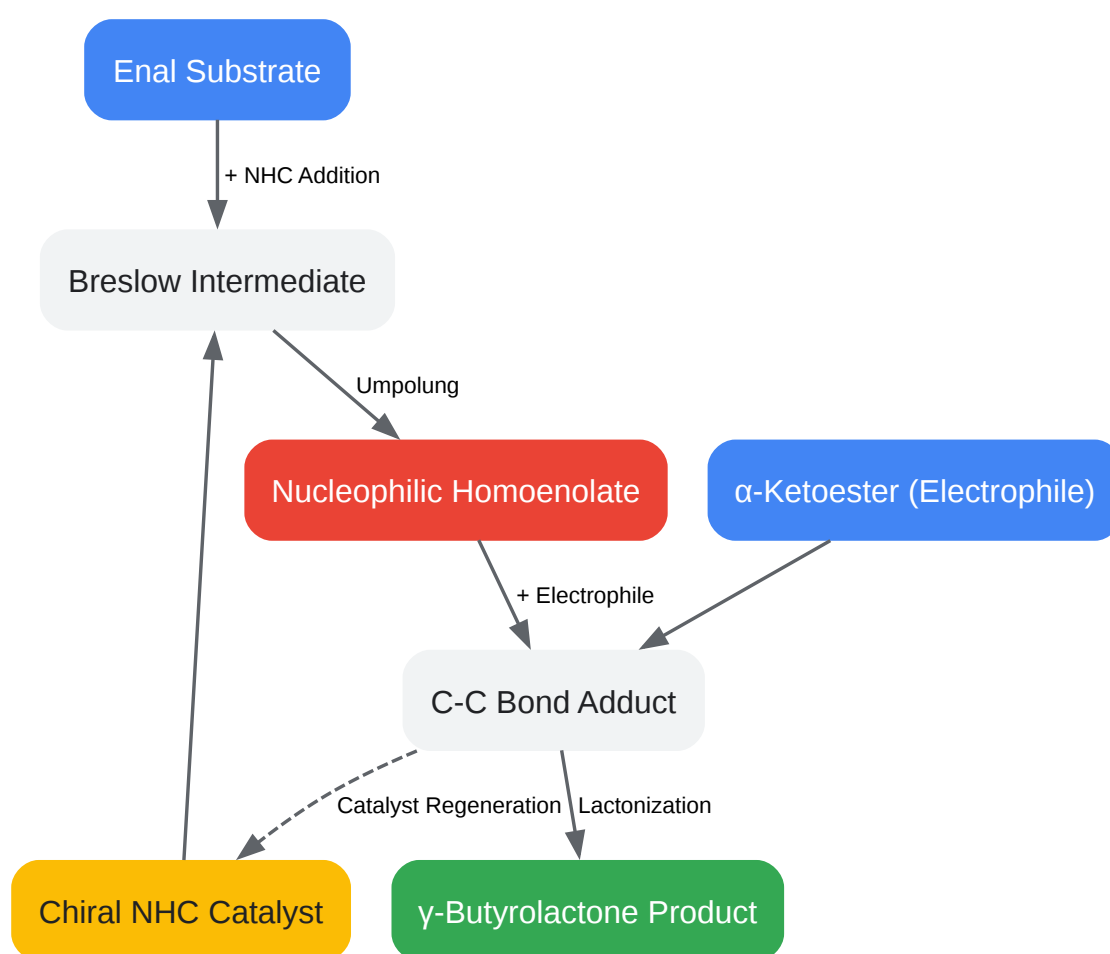 Enal Substrate
+ NHC Addition
Breslow Intermediate
Umpolung
Nucleophilic Homoenolate
α-Ketoester (Electrophile)
+ Electrophile
C-C Bond Adduct
Catalyst Regeneration
Lactonization
Chiral NHC Catalyst
γ-Butyrolactone Product